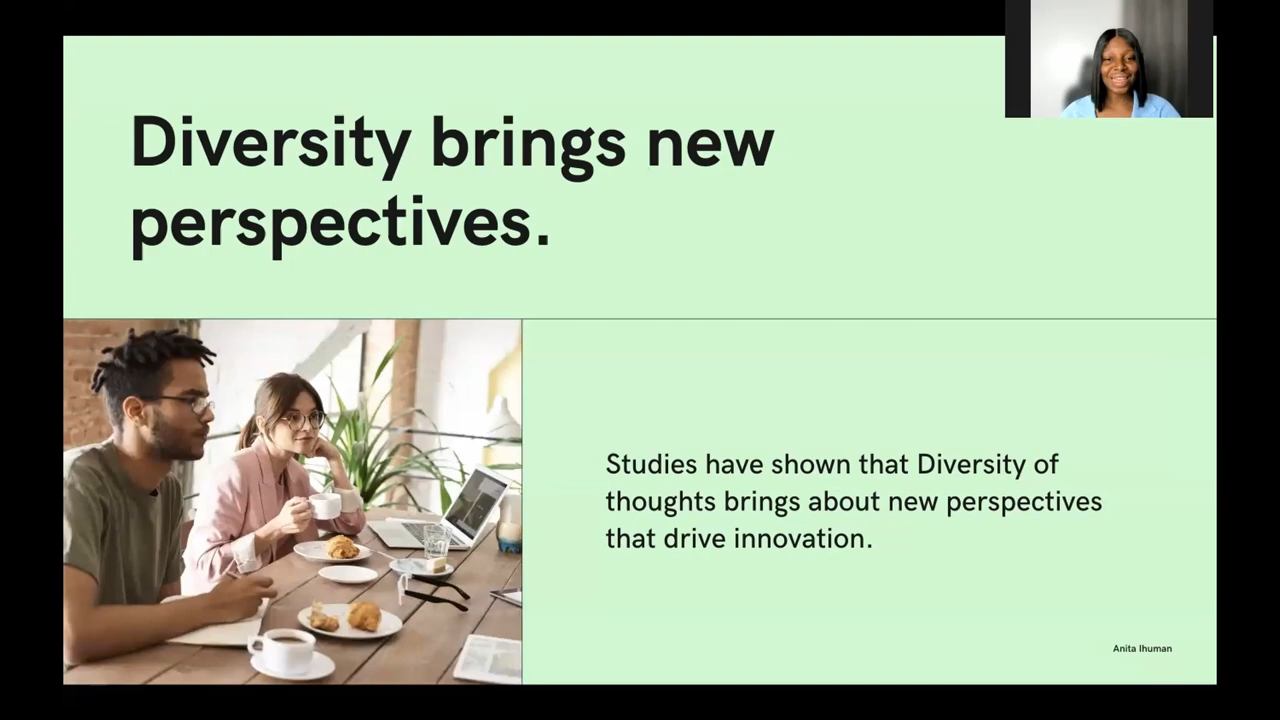 Diversity brings new
perspectives.
Studies have shown that Diversity of
thoughts brings about new perspectives
that drive innovation.
Anita Ihuman